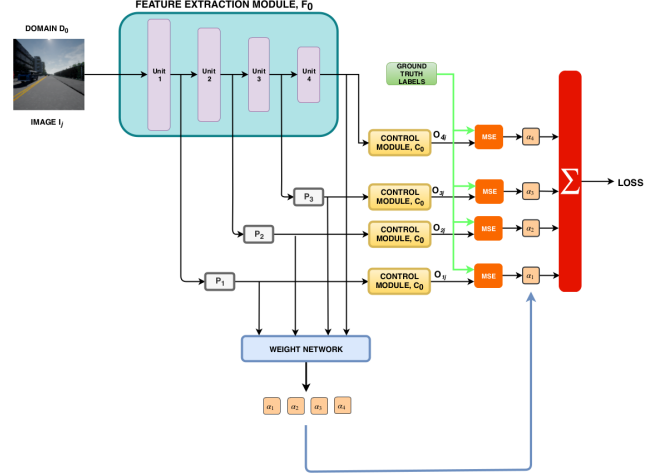 FEATURE EXTRACTION MODULE, F0
DOMAIN D0
IMAGE Ij
Unit
1
Unit
2
Unit
3
Unit
4
GROUND
TRUTH
LABELS
CONTROL
MODULE, C0
O4j
MSE
α4
P3
CONTROL
MODULE, C0
O3j
MSE
α3
Σ
LOSS
P2
CONTROL
MODULE, C0
O2j
MSE
α2
P1
CONTROL
MODULE, C0
O1j
MSE
α1
WEIGHT NETWORK
α1 α2 α3 α4